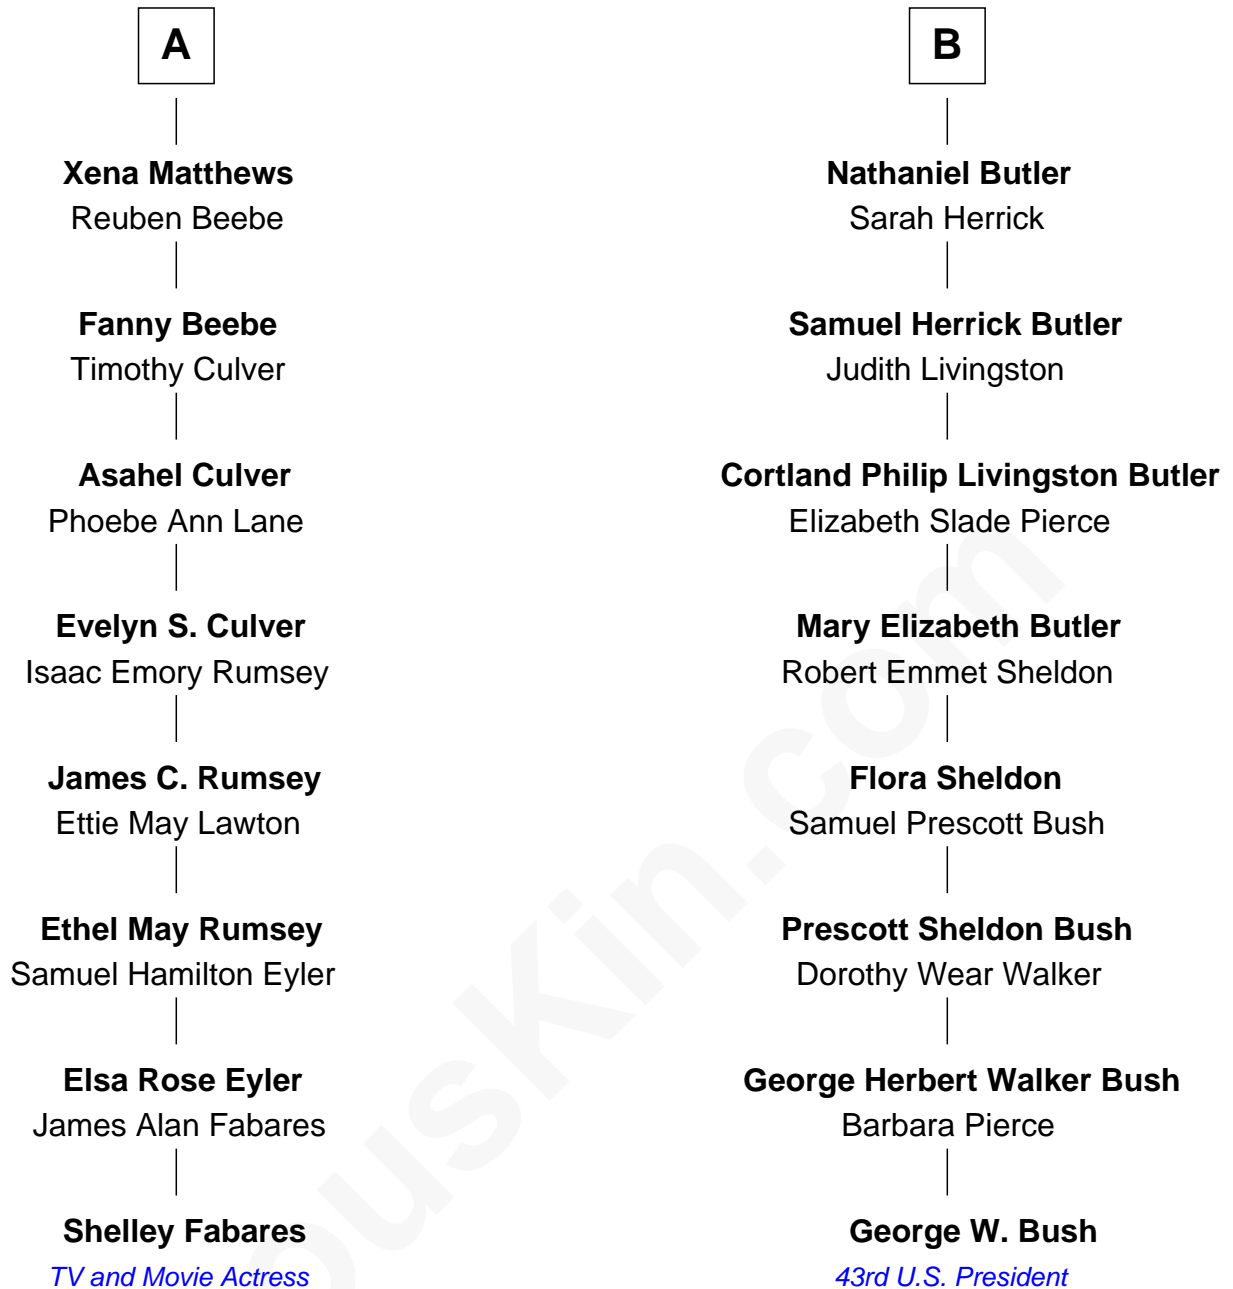 A
Xena Matthews
Reuben Beebe
Fanny Beebe
Timothy Culver
Asahel Culver
Phoebe Ann Lane
Evelyn S. Culver
Isaac Emory Rumsey
James C. Rumsey
Ettie May Lawton
Ethel May Rumsey
Samuel Hamilton Eyler
Elsa Rose Eyler
James Alan Fabares
Shelley Fabares
TV and Movie Actress
B
Nathaniel Butler
Sarah Herrick
Samuel Herrick Butler
Judith Livingston
Cortland Philip Livingston Butler
Elizabeth Slade Pierce
Mary Elizabeth Butler
Robert Emmet Sheldon
Flora Sheldon
Samuel Prescott Bush
Prescott Sheldon Bush
Dorothy Wear Walker
George Herbert Walker Bush
Barbara Pierce
George W. Bush
43rd U.S. President
ousKin.com